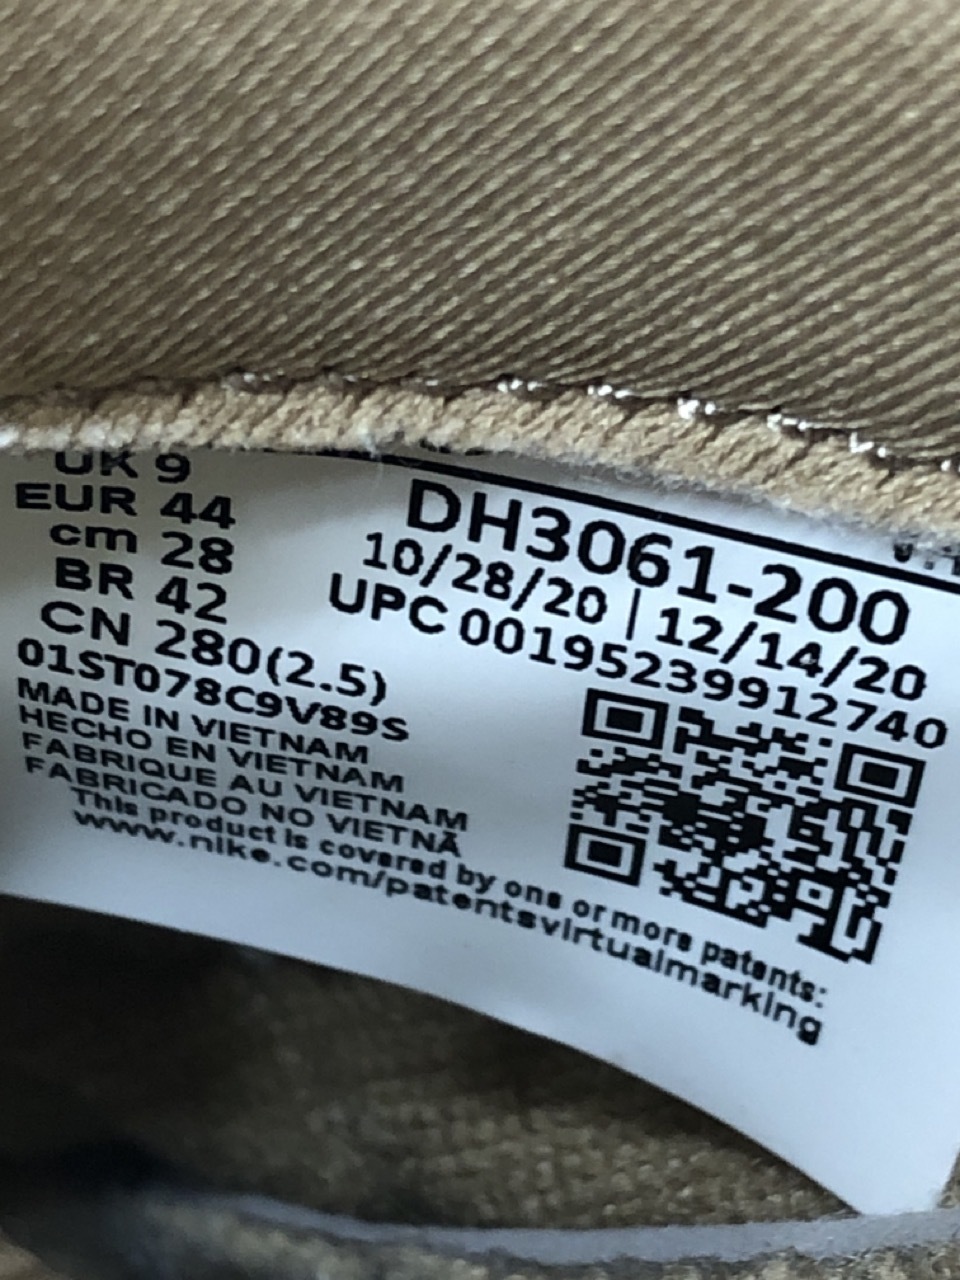 UK 9
EUR 44
cm 28
BR 42
CN 280(2.5)
01ST078C9V89S
MADE IN VIETNAM
HECHO EN VIETNAM
FABRIQUE AU VIETNAM
FABRICADO NO VIETNÃ
This product is covered by one or more patents:
www.nike.com/patentsvirtualmarking
DH3061-200
10/28/20 | 12/14/20
UPC 00195239912740